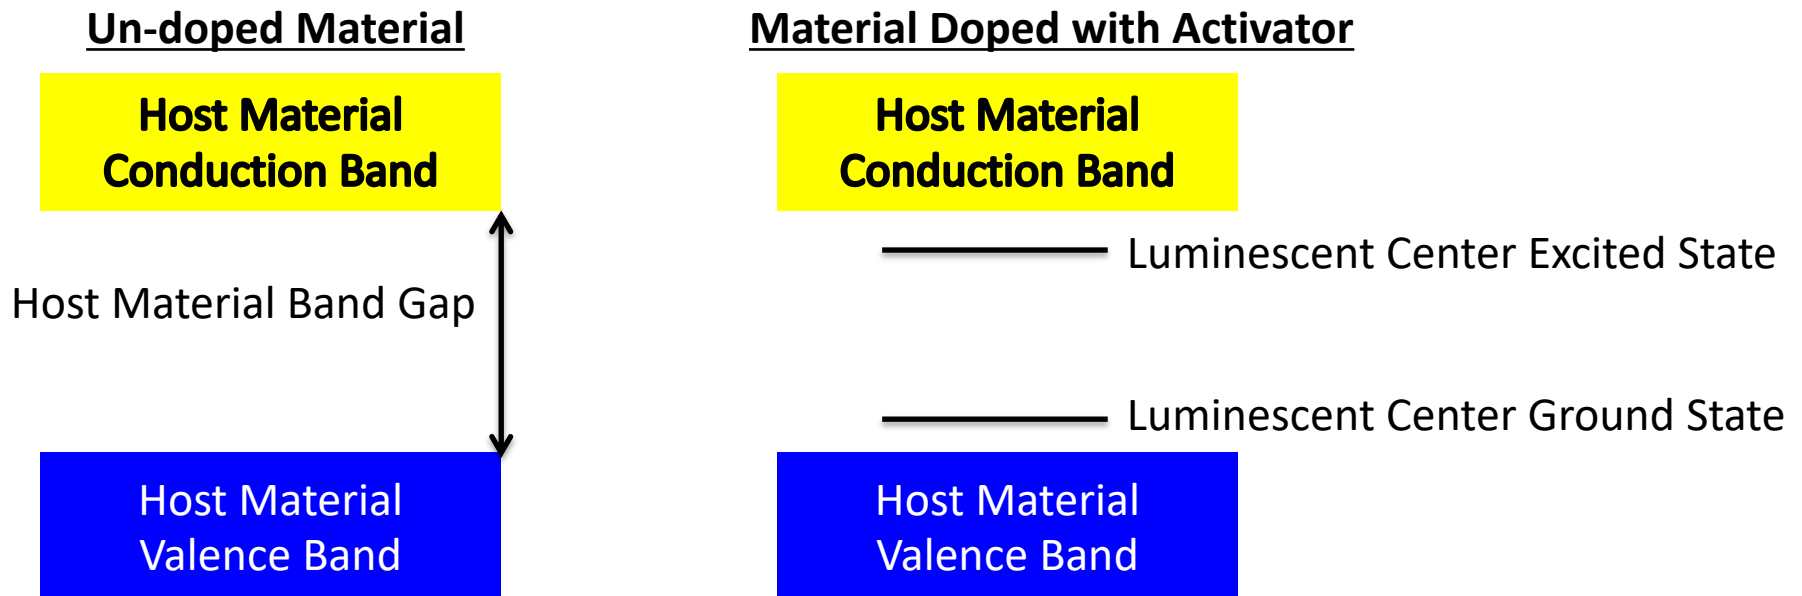 Un-doped Material
Host Material
Conduction Band
Host Material Band Gap
Host Material
Valence Band
Material Doped with Activator
Host Material
Conduction Band
Luminescent Center Excited State
Luminescent Center Ground State
Host Material
Valence Band